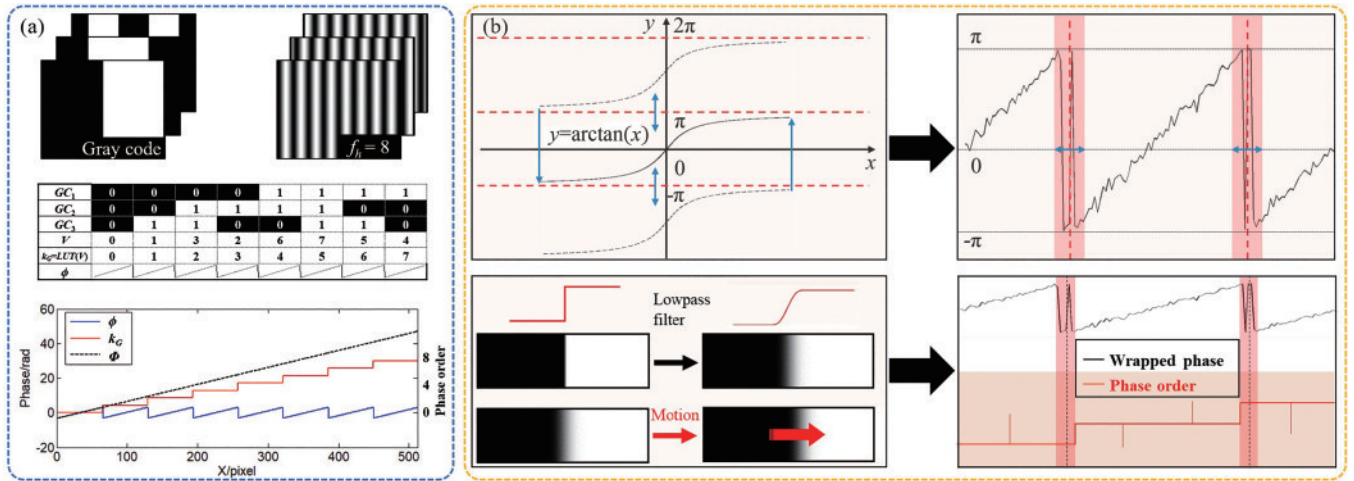 (a)
Gray code
f_h = 8
GC₁ 0 0 0 0 1 1 1 1
GC₂ 0 0 1 1 1 1 0 0
GC₃ 0 1 1 0 0 1 1 0
V 0 1 3 2 6 7 5 4
k_G=LUT(V) 0 1 2 3 4 5 6 7
ϕ
60
40
20
0
-20
Phase/rad
ϕ
k_G
Φ
8
4
0
Phase order
0 100 200 300 400 500
X/pixel
(b)
y
2π
π
y=arctan(x)
x
0
-π
π
0
-π
Lowpass
filter
Motion
Wrapped phase
Phase order